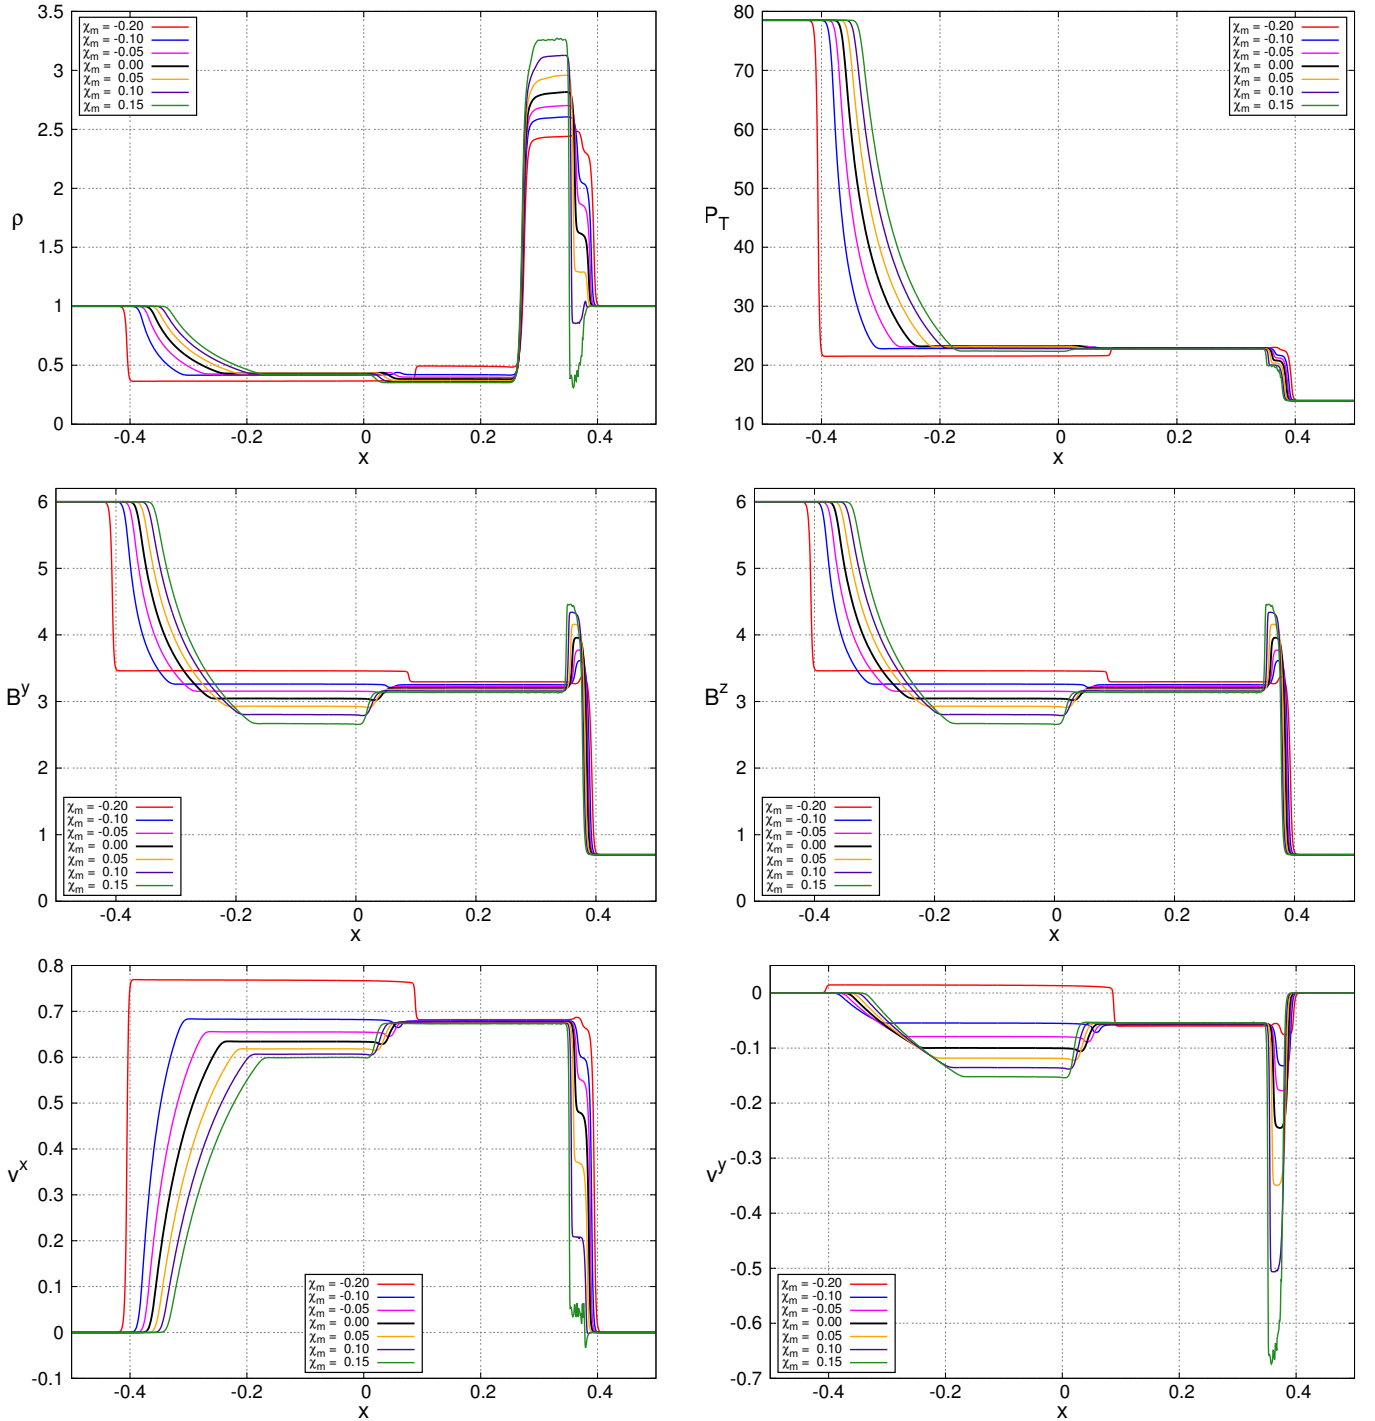 3.5
3
2.5
2
1.5
1
0.5
0
ρ
-0.4 -0.2 0 0.2 0.4
x
χm = -0.20
χm = -0.10
χm = -0.05
χm = 0.00
χm = 0.05
χm = 0.10
χm = 0.15
80
70
60
50
40
30
20
10
PT
-0.4 -0.2 0 0.2 0.4
x
χm = -0.20
χm = -0.10
χm = -0.05
χm = 0.00
χm = 0.05
χm = 0.10
χm = 0.15
6
5
4
3
2
1
0
By
-0.4 -0.2 0 0.2 0.4
x
χm = -0.20
χm = -0.10
χm = -0.05
χm = 0.00
χm = 0.05
χm = 0.10
χm = 0.15
6
5
4
3
2
1
0
Bz
-0.4 -0.2 0 0.2 0.4
x
χm = -0.20
χm = -0.10
χm = -0.05
χm = 0.00
χm = 0.05
χm = 0.10
χm = 0.15
0.8
0.7
0.6
0.5
0.4
0.3
0.2
0.1
0
-0.1
vx
-0.4 -0.2 0 0.2 0.4
x
χm = -0.20
χm = -0.10
χm = -0.05
χm = 0.00
χm = 0.05
χm = 0.10
χm = 0.15
0
-0.1
-0.2
-0.3
-0.4
-0.5
-0.6
-0.7
vy
-0.4 -0.2 0 0.2 0.4
x
χm = -0.20
χm = -0.10
χm = -0.05
χm = 0.00
χm = 0.05
χm = 0.10
χm = 0.15